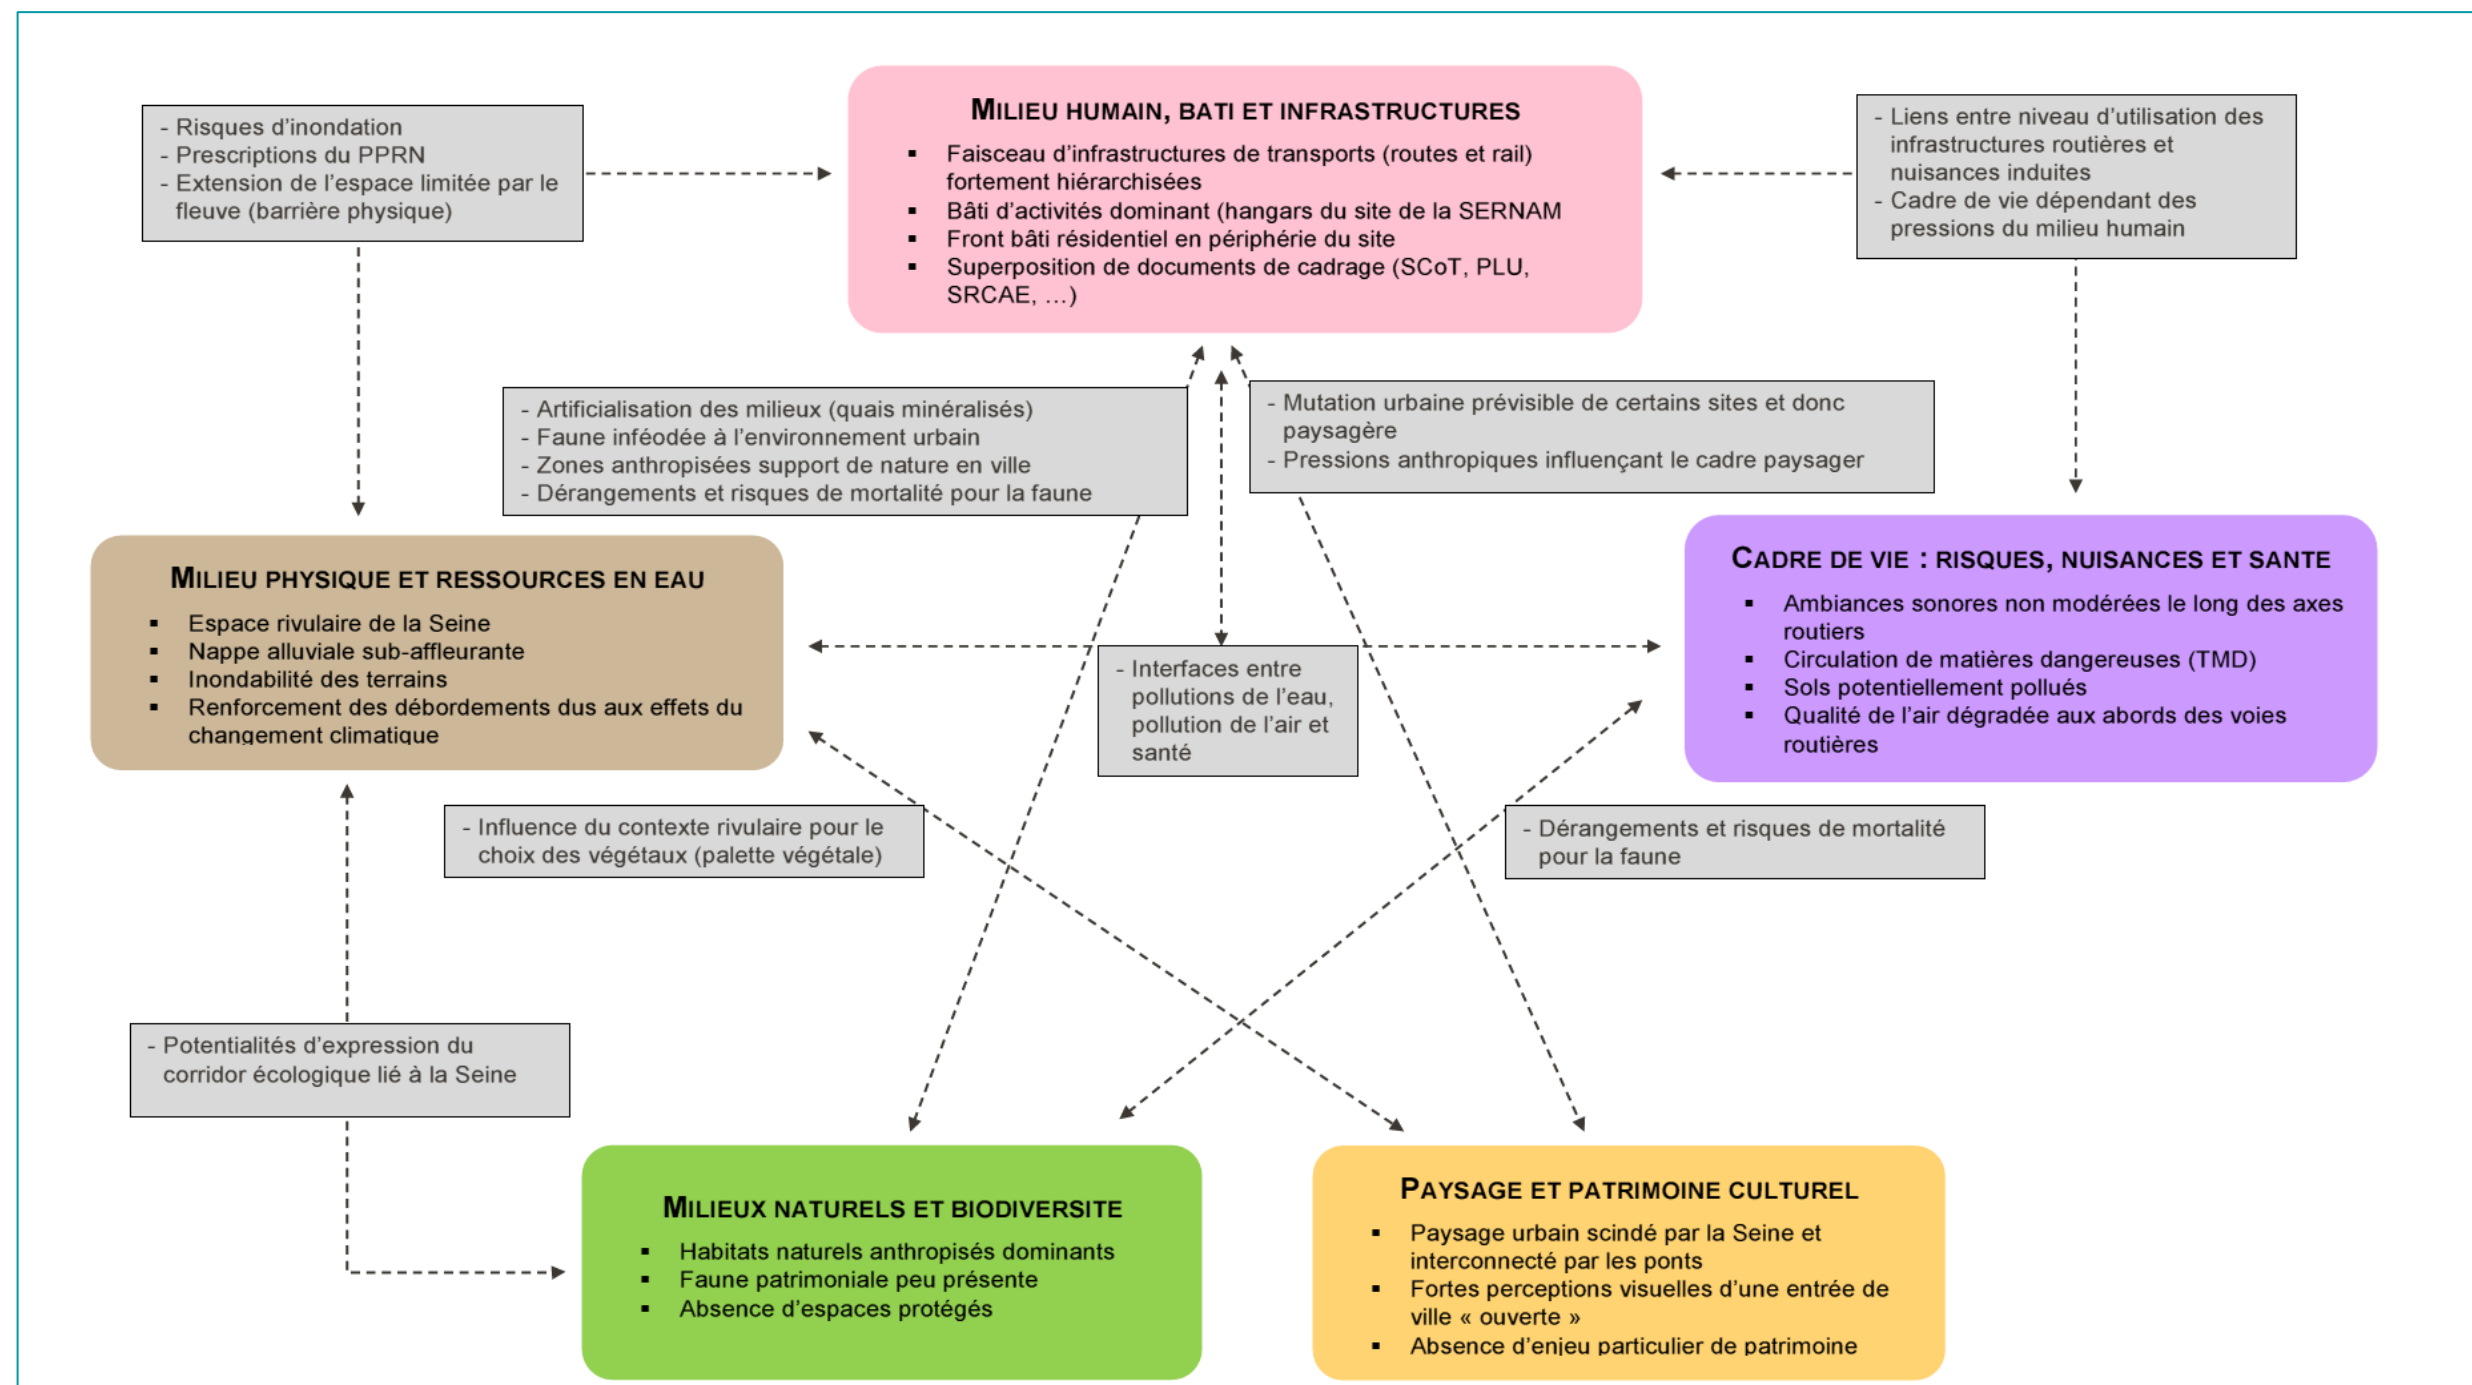 MILIEU HUMAIN, BATI ET INFRASTRUCTURES
▪ Faisceau d’infrastructures de transports (routes et rail)
fortement hiérarchisées
▪ Bâti d’activités dominant (hangars du site de la SERNAM
▪ Front bâti résidentiel en périphérie du site
▪ Superposition de documents de cadrage (SCoT, PLU,
SRCAE, …)
- Risques d’inondation
- Prescriptions du PPRN
- Extension de l’espace limitée par le
fleuve (barrière physique)
- Liens entre niveau d’utilisation des
infrastructures routières et
nuisances induites
- Cadre de vie dépendant des
pressions du milieu humain
- Artificialisation des milieux (quais minéralisés)
- Faune inféodée à l’environnement urbain
- Zones anthropisées support de nature en ville
- Dérangements et risques de mortalité pour la faune
- Mutation urbaine prévisible de certains sites et donc
paysagère
- Pressions anthropiques influençant le cadre paysager
MILIEU PHYSIQUE ET RESSOURCES EN EAU
▪ Espace rivulaire de la Seine
▪ Nappe alluviale sub-affleurante
▪ Inondabilité des terrains
▪ Renforcement des débordements dus aux effets du
changement climatique
- Interfaces entre
pollutions de l’eau,
pollution de l’air et
santé
CADRE DE VIE : RISQUES, NUISANCES ET SANTE
▪ Ambiances sonores non modérées le long des axes
routiers
▪ Circulation de matières dangereuses (TMD)
▪ Sols potentiellement pollués
▪ Qualité de l’air dégradée aux abords des voies
routières
- Influence du contexte rivulaire pour le
choix des végétaux (palette végétale)
- Dérangements et risques de mortalité
pour la faune
- Potentialités d’expression du
corridor écologique lié à la Seine
MILIEUX NATURELS ET BIODIVERSITE
▪ Habitats naturels anthropisés dominants
▪ Faune patrimoniale peu présente
▪ Absence d’espaces protégés
PAYSAGE ET PATRIMOINE CULTUREL
▪ Paysage urbain scindé par la Seine et
interconnecté par les ponts
▪ Fortes perceptions visuelles d’une entrée de
ville « ouverte »
▪ Absence d’enjeu particulier de patrimoine